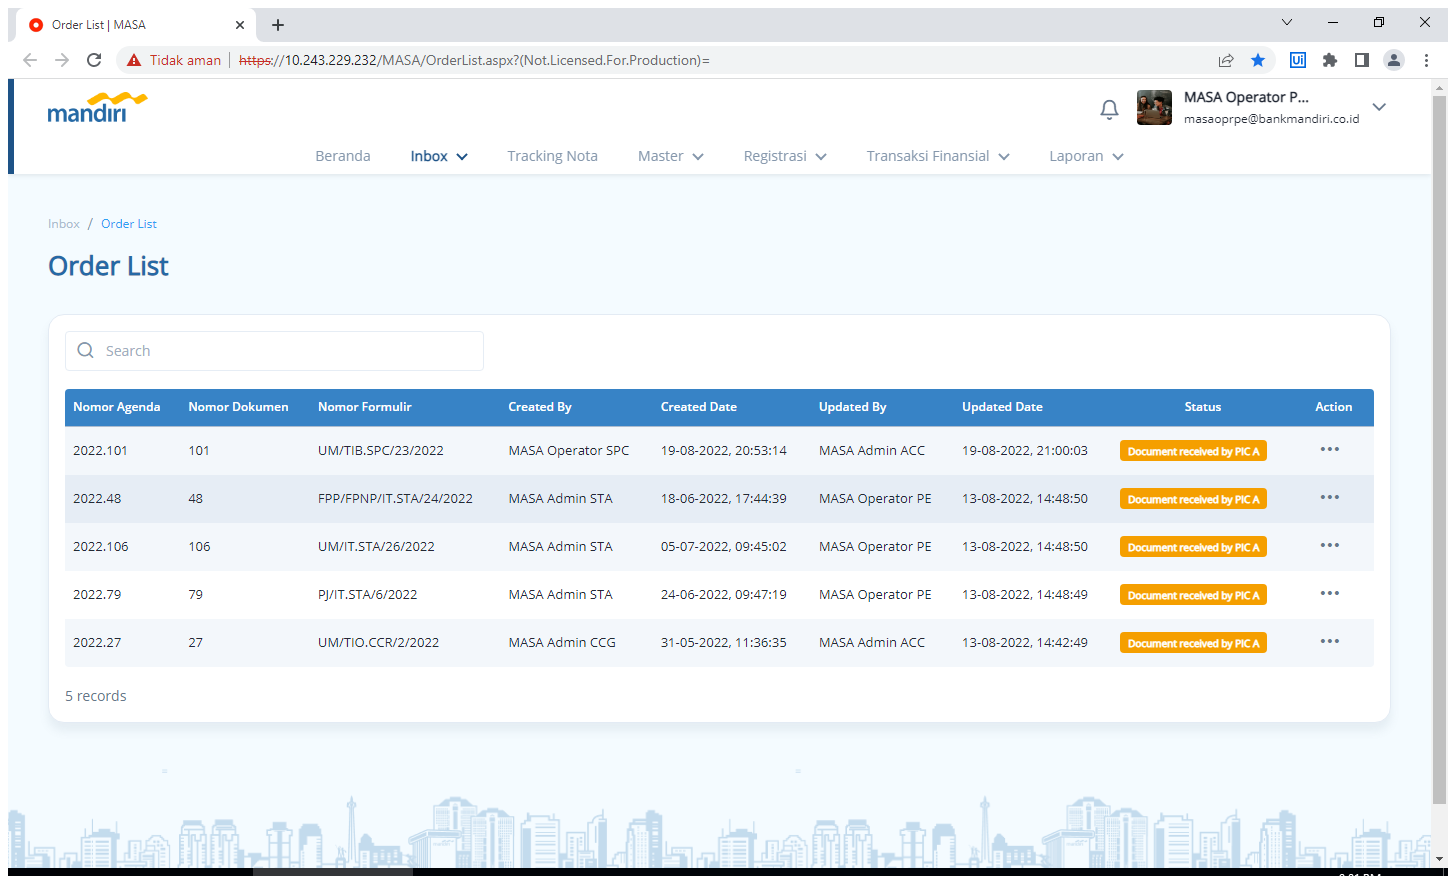 Order List | MASA
Tidak aman https://10.243.229.232/MASA/OrderList.aspx?(Not.Licensed.For.Production)=
Ui
mandiri
MASA Operator P...
masaoprpe@bankmandiri.co.id
Beranda Inbox Tracking Nota Master Registrasi Transaksi Finansial Laporan
Inbox / Order List
Order List
Search
Nomor Agenda Nomor Dokumen Nomor Formulir Created By Created Date Updated By Updated Date Status Action
2022.101 101 UM/TIB.SPC/23/2022 MASA Operator SPC 19-08-2022, 20:53:14 MASA Admin ACC 19-08-2022, 21:00:03 Document received by PIC A
2022.48 48 FPP/FPNP/IT.STA/24/2022 MASA Admin STA 18-06-2022, 17:44:39 MASA Operator PE 13-08-2022, 14:48:50 Document received by PIC A
2022.106 106 UM/IT.STA/26/2022 MASA Admin STA 05-07-2022, 09:45:02 MASA Operator PE 13-08-2022, 14:48:50 Document received by PIC A
2022.79 79 PJ/IT.STA/6/2022 MASA Admin STA 24-06-2022, 09:47:19 MASA Operator PE 13-08-2022, 14:48:49 Document received by PIC A
2022.27 27 UM/TIO.CCR/2/2022 MASA Admin CCG 31-05-2022, 11:36:35 MASA Admin ACC 13-08-2022, 14:42:49 Document received by PIC A
5 records